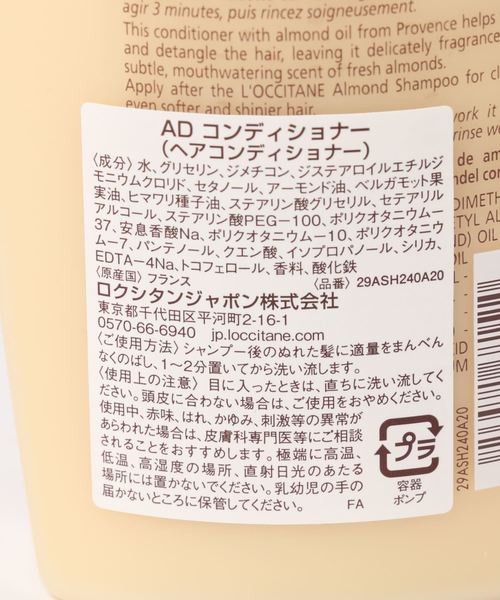 agir 3 minutes, puis rincez soigneusement.
This conditioner with almond oil from Provence helps
and detangle the hair, leaving it delicately fragrance
subtle, mouthwatering scent of fresh almonds.
Apply after the L'OCCITANE Almond Shampoo for
even softer and shinier hair.
work it
rinse
de am
ndel con
DIMETH
ETYL AL
ND) OIL
OIL
AD コンディショナー
(ヘアコンディショナー)
〈成分〉水、グリセリン、ジメチコン、ジステアロイルエチルジ
モニウムクロリド、セタノール、アーモンド油、ベルガモット果
実油、ヒマワリ種子油、ステアリン酸グリセリル、セテアリル
アルコール、ステアリン酸PEG-100、ポリクオタニウム-
37、安息香酸Na、ポリクオタニウム-10、ポリクオタニウ
ム-7、パンテノール、クエン酸、イソプロパノール、シリカ、
EDTA-4Na、トコフェロール、香料、酸化鉄
〈原産国〉フランス 〈品番〉29ASH240A20
ロクシタンジャポン株式会社
東京都千代田区平河町2-16-1
0570-66-6940 jp.loccitane.com
〈ご使用方法〉シャンプー後のぬれた髪に適量をまんべん
なくのばし、1～2分置いてから洗い流します。
〈使用上の注意〉目に入ったときは、直ちに洗い流してく
ださい。頭皮に合わない場合は、ご使用をおやめください。
使用中、赤味、はれ、かゆみ、刺激等の異常が
あらわれた場合は、皮膚科専門医等にご相談
されることをおすすめします。極端に高温、
低温、高湿度の場所、直射日光のあたる
場所には置かないでください。乳幼児の手の
届かないところに保管してください。 FA
プラ
容器
ポンプ
29ASH240A20